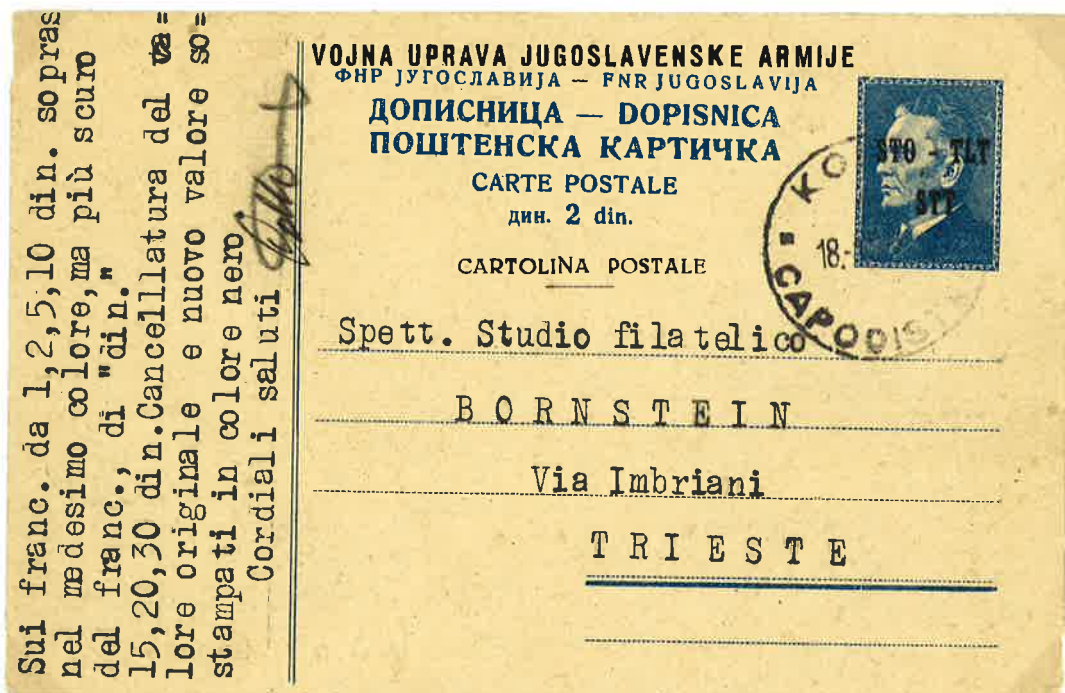 Sui franc. da 1,2,5,10 din. sopras
nel medesimo colore,ma più scuro
del franc., di "din."
15,20,30 din.Cancelllatura del va=
lore originale e nuovo valore so=
stampati in colore nero
Cordiali saluti
VOJNA UPRAVA JUGOSLAVENSKE ARMIJE
ФНР ЈУГОСЛАВИЈА — FNR JUGOSLAVIJA
ДОПИСНИЦА — DOPISNICA
ПОШТЕНСКА КАРТИЧКА
CARTE POSTALE
дин. 2 din.
CARTOLINA POSTALE
STO - TLT
STT
KO
18.-
CAPODIS
Spett. Studio filatelico
BORNSTEIN
Via Imbriani
TRIESTE